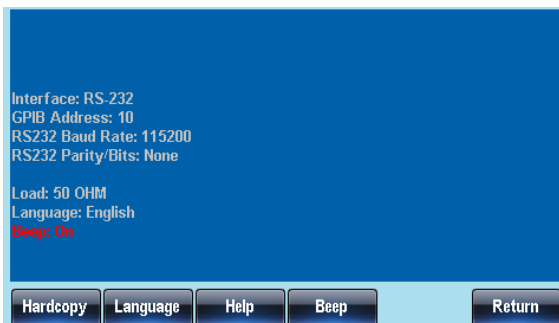 Interface: RS-232
GPIB Address: 10
RS232 Baud Rate: 115200
RS232 Parity/Bits: None
Load: 50 OHM
Language: English
Beep: On
Hardcopy Language Help Beep Return